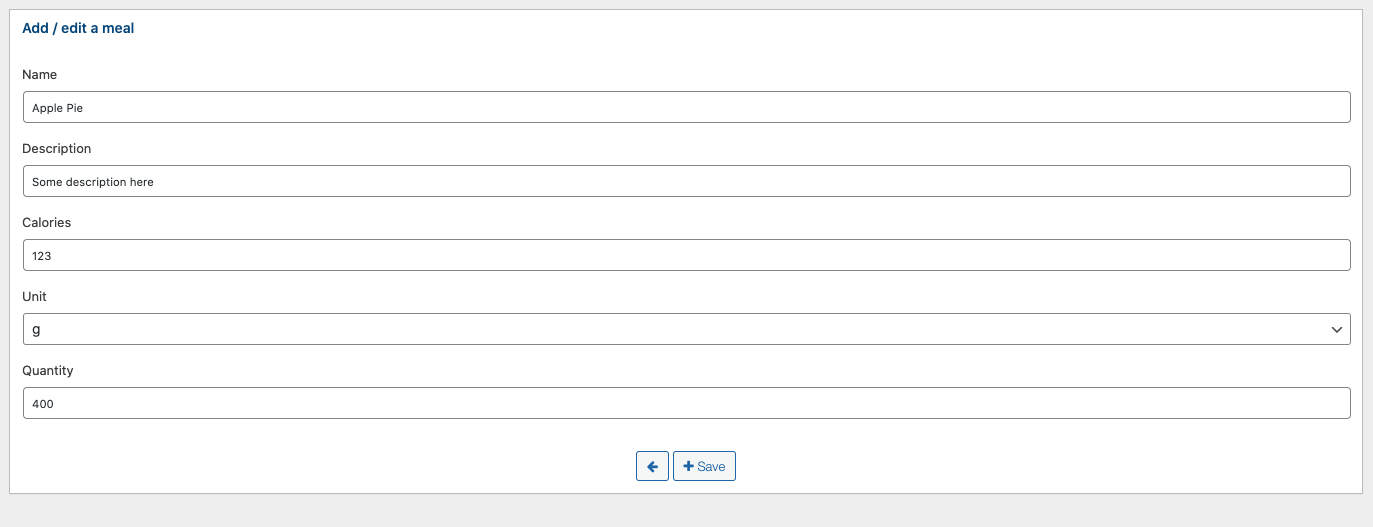 Add / edit a meal
Name
Apple Pie
Description
Some description here
Calories
123
Unit
g
Quantity
400
Save